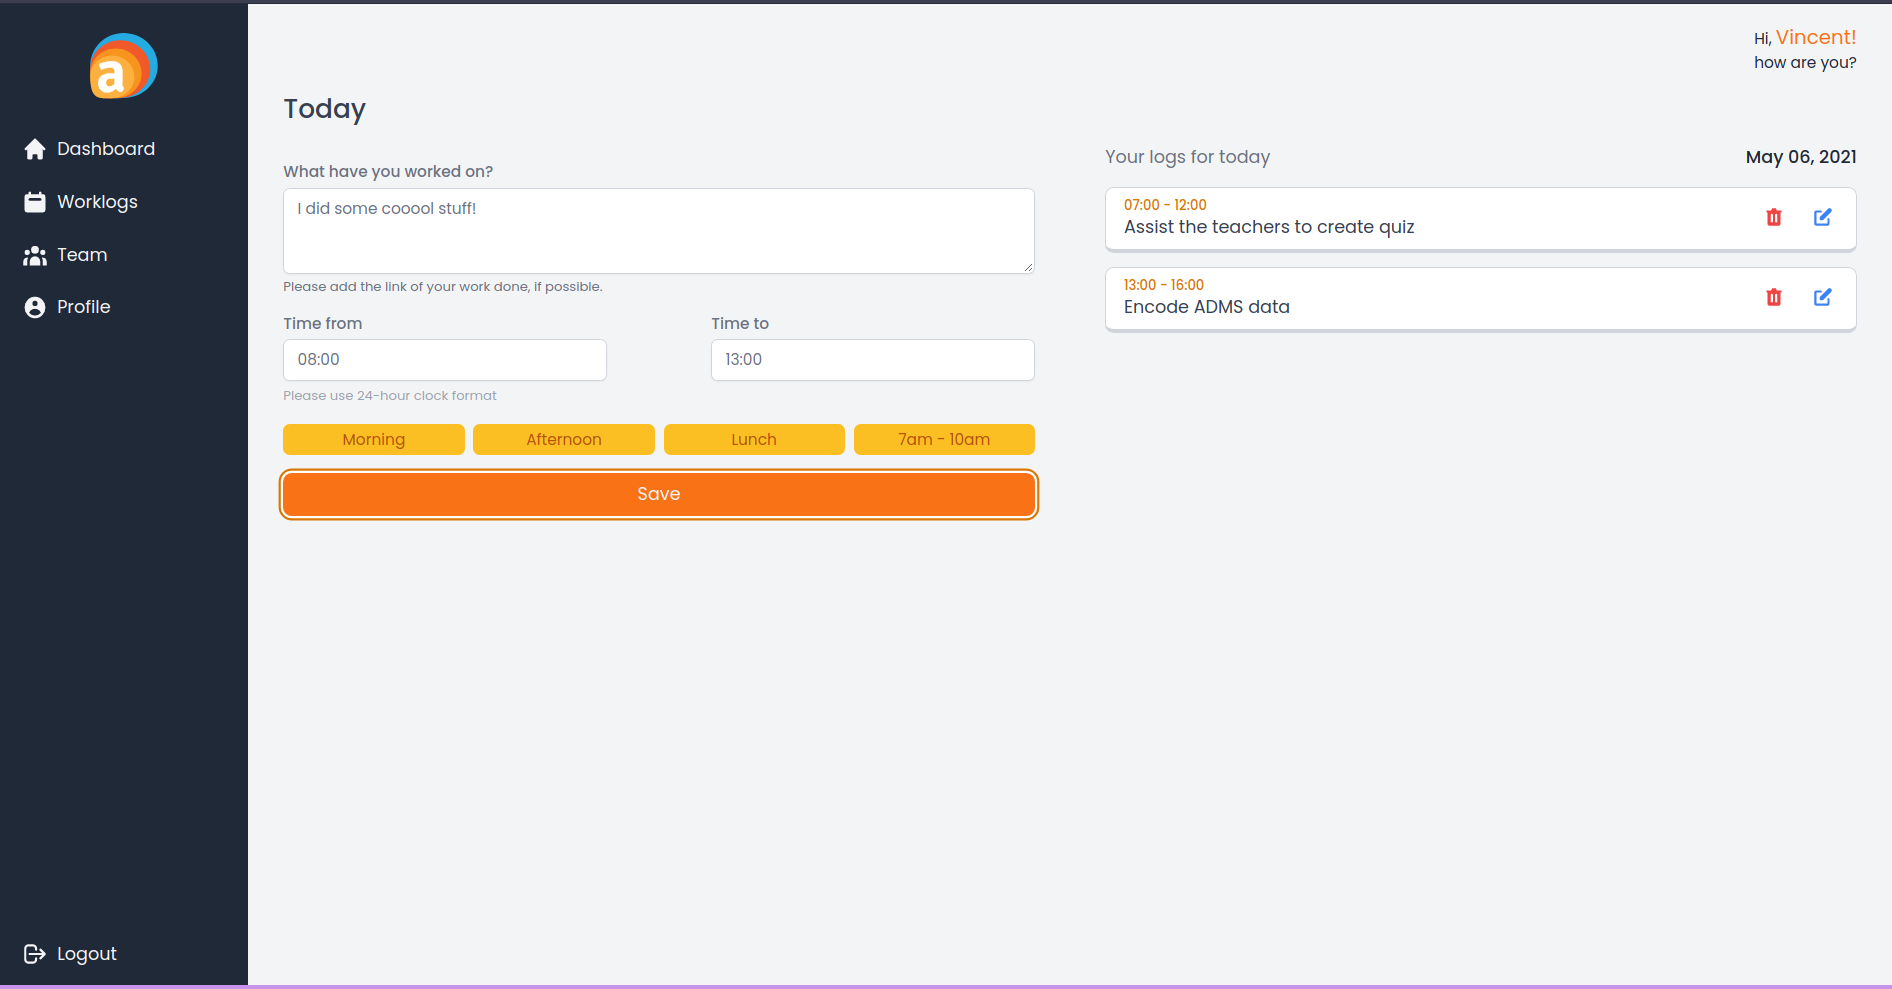 a
Dashboard
Worklogs
Team
Profile
Logout
Hi, Vincent!
how are you?
Today
What have you worked on?
I did some cooool stuff!
Please add the link of your work done, if possible.
Time from
Time to
08:00
13:00
Please use 24-hour clock format
Morning
Afternoon
Lunch
7am - 10am
Save
Your logs for today
May 06, 2021
07:00 - 12:00
Assist the teachers to create quiz
13:00 - 16:00
Encode ADMS data